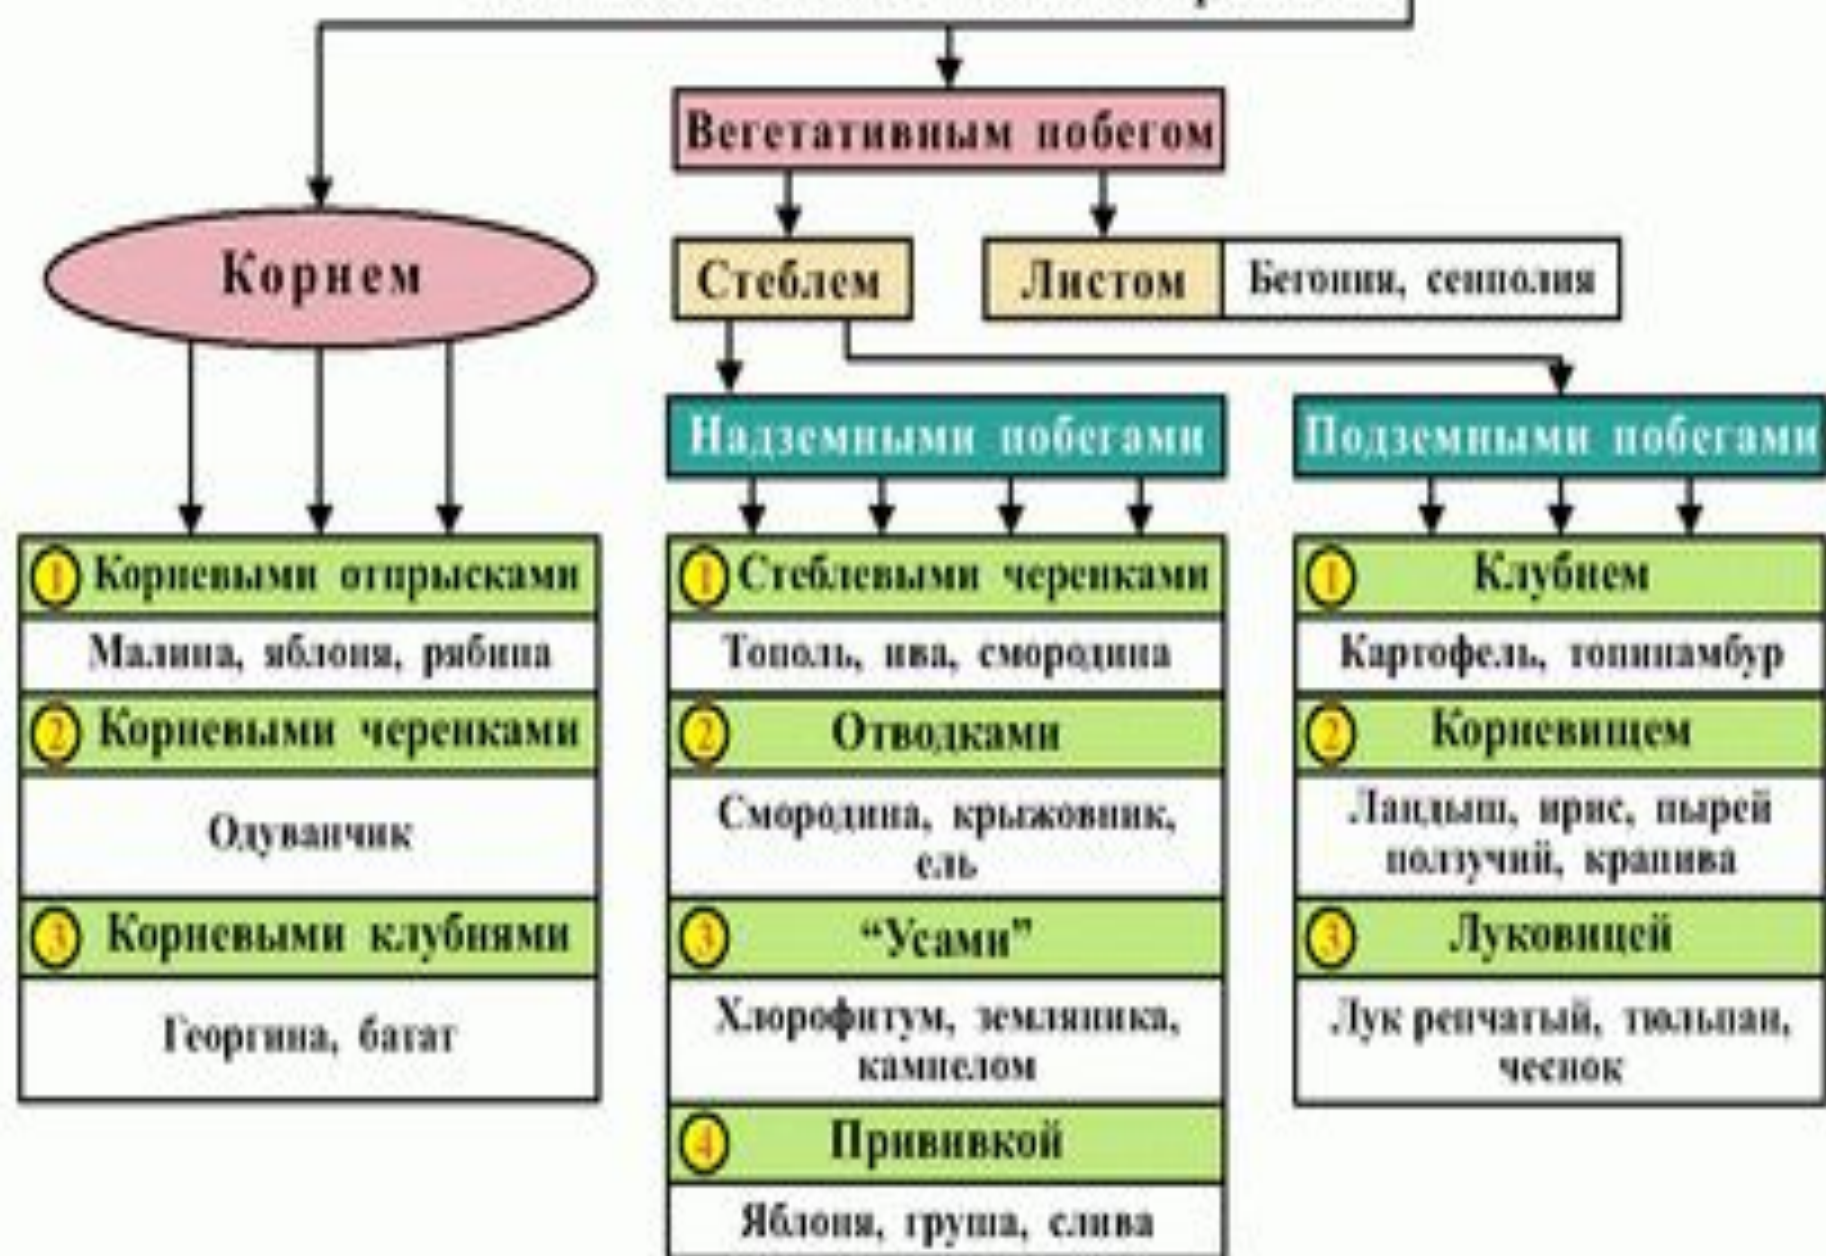 Вегетативным побегом
Корнем
Стеблем
Листом
Бегония, сенполия
Надземными побегами
Подземными побегами
1 Корневыми отпрысками
Малина, яблоня, рябина
2 Корневыми черенками
Одуванчик
3 Корневыми клубнями
Георгина, батат
1 Стеблевыми черенками
Тополь, ива, смородина
2 Отводками
Смородина, крыжовник,
ель
3 “Усами”
Хлорофитум, земляника,
камнелом
4 Прививкой
Яблоня, груша, слива
1 Клубнем
Картофель, топинамбур
2 Корневищем
Ландыш, ирис, пырей
ползучий, крапива
3 Луковицей
Лук репчатый, тюльпан,
чеснок